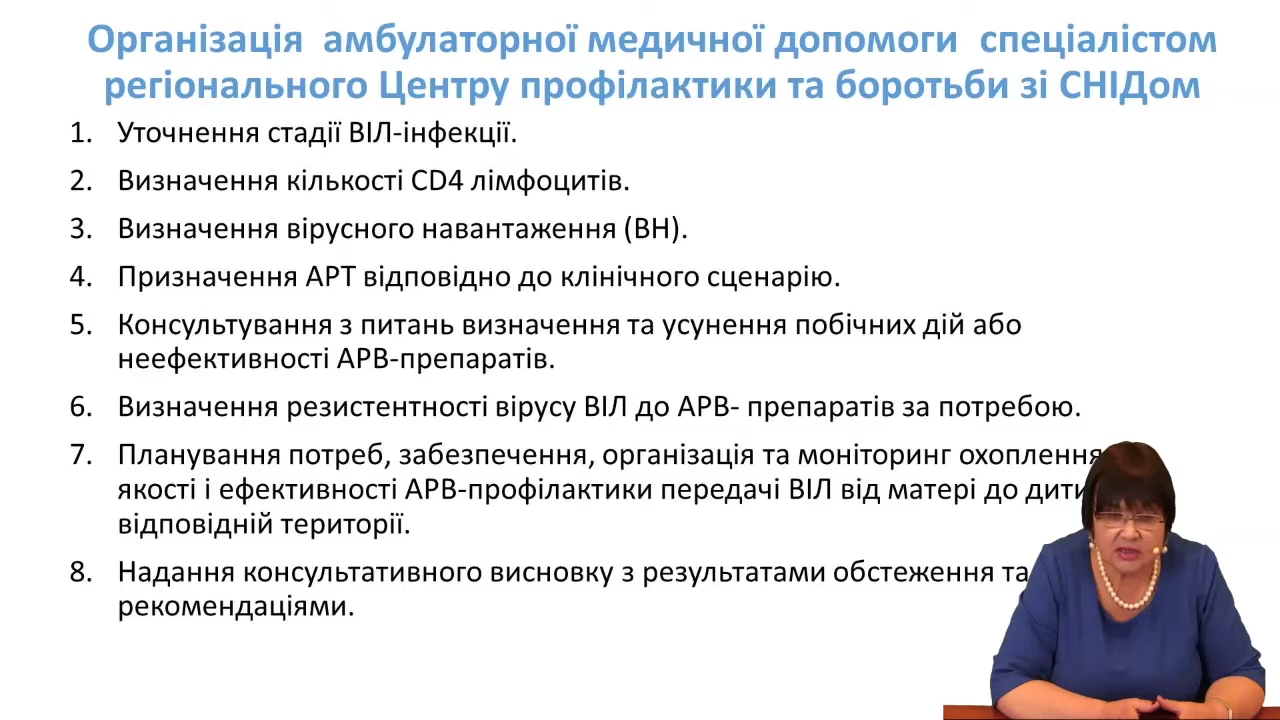 Організація амбулаторної медичної допомоги спеціалістом
регіонального Центру профілактики та боротьби зі СНІДом
1. Уточнення стадії ВІЛ-інфекції.
2. Визначення кількості CD4 лімфоцитів.
3. Визначення вірусного навантаження (ВН).
4. Призначення АРТ відповідно до клінічного сценарію.
5. Консультування з питань визначення та усунення побічних дій або
неефективності АРВ-препаратів.
6. Визначення резистентності вірусу ВІЛ до АРВ- препаратів за потребою.
7. Планування потреб, забезпечення, організація та моніторинг охоплення
якості і ефективності АРВ-профілактики передачі ВІЛ від матері до
відповідній території.
8. Надання консультативного висновку з результатами обстеження та
рекомендаціями.